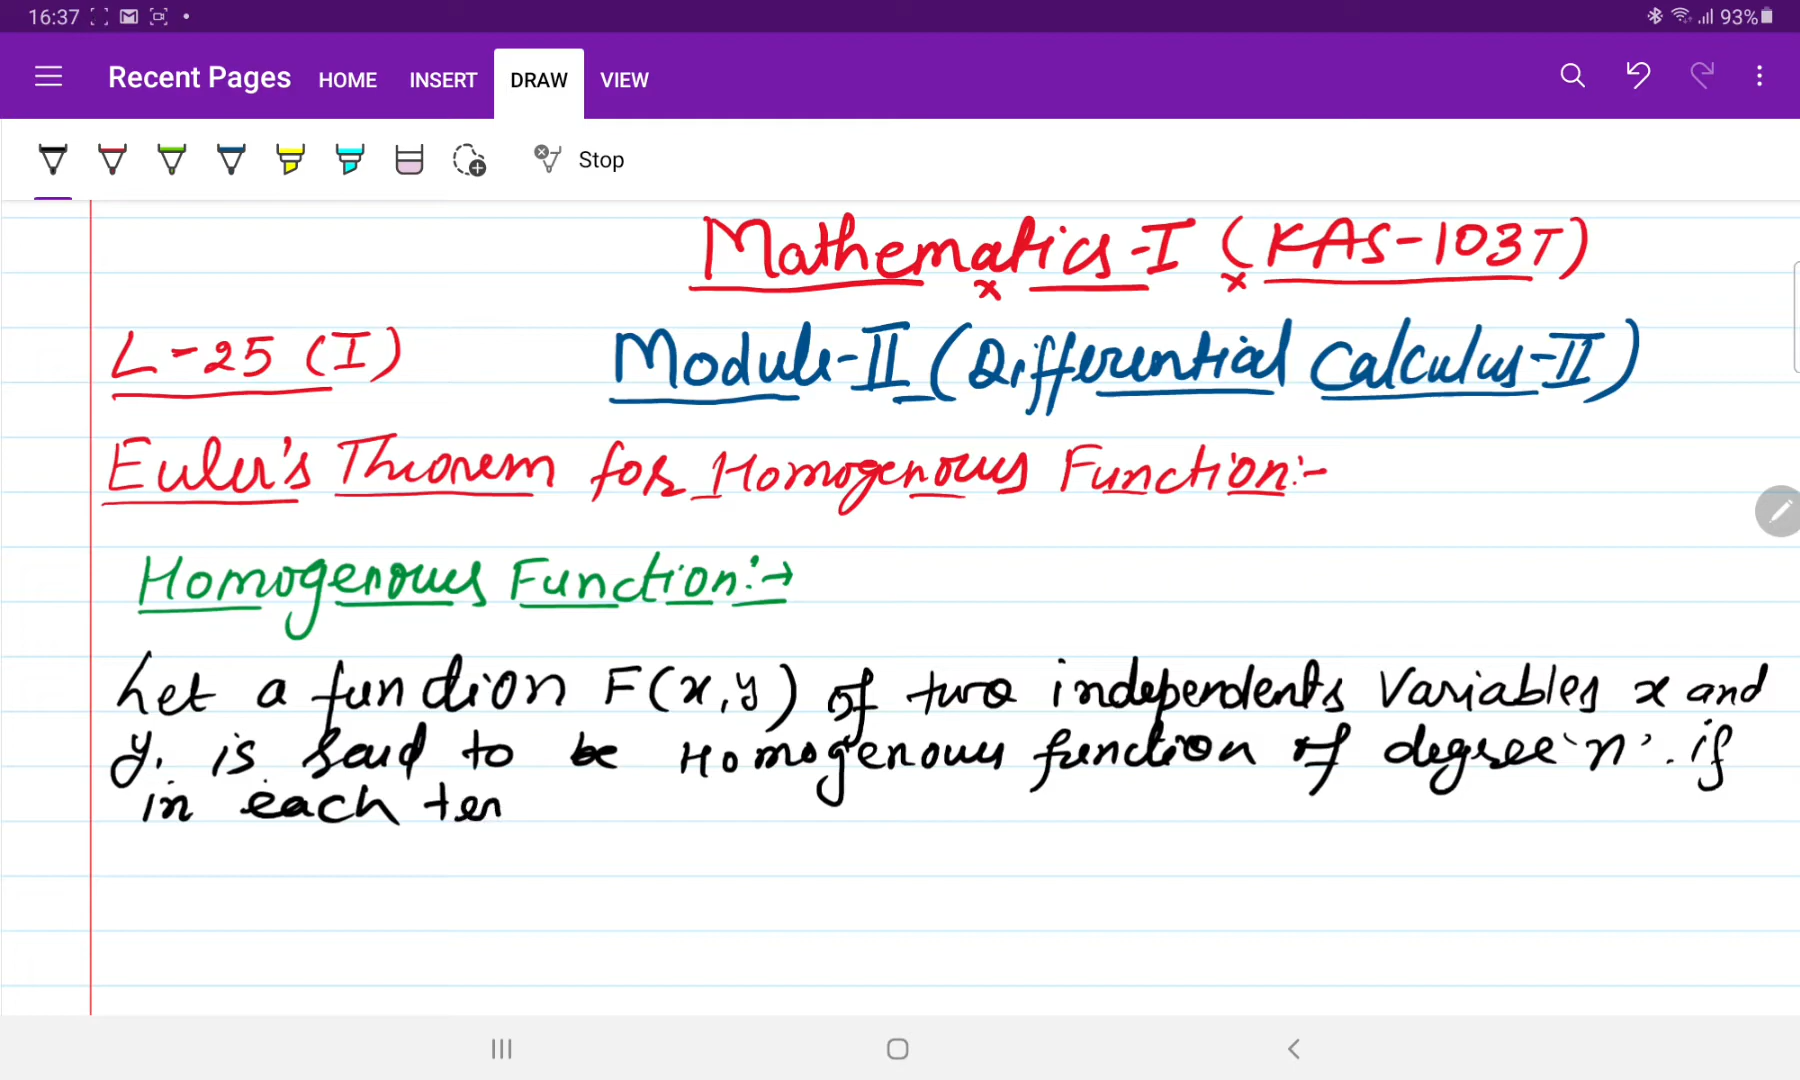 16:37
93%
Recent Pages HOME INSERT DRAW VIEW
Stop
Mathematics-I (KAS-103T)
L-25 (I)
Module-II (Differential Calculus-II)
Euler's Theorem for Homogenous Function:-
Homogenous Function:→
Let a function F(x,y) of two independents Variables x and
y. is said to be Homogenous function of degree 'n'. if
in each ter